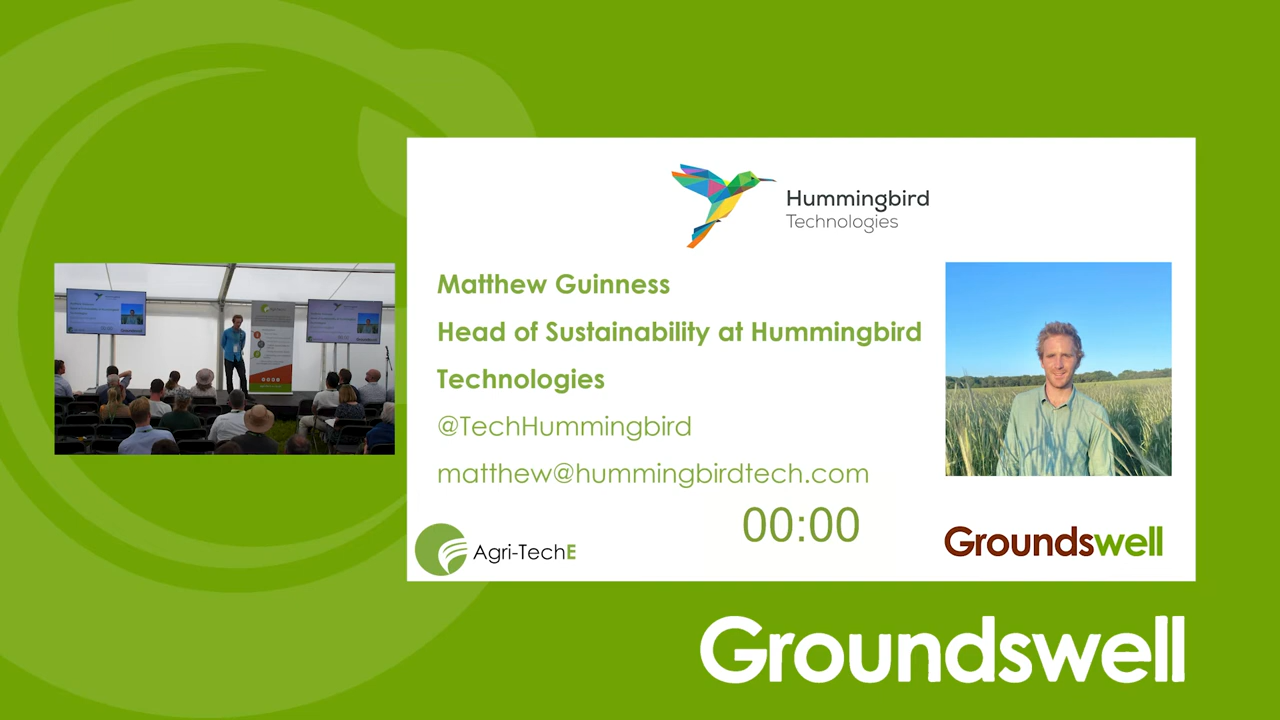 Hummingbird
Technologies
Matthew Guinness
Head of Sustainability at Hummingbird
Technologies
@TechHummingbird
matthew@hummingbirdtech.com
00:00
Agri-TechE
Groundswell
Groundswell